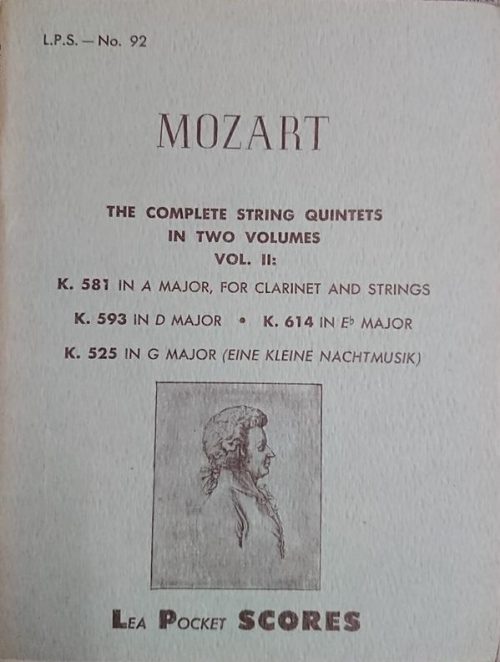 L.P.S. — No. 92
MOZART
THE COMPLETE STRING QUINTETS
IN TWO VOLUMES
VOL. II:
K. 581 IN A MAJOR, FOR CLARINET AND STRINGS
K. 593 IN D MAJOR • K. 614 IN E♭ MAJOR
K. 525 IN G MAJOR (EINE KLEINE NACHTMUSIK)
LEA POCKET SCORES